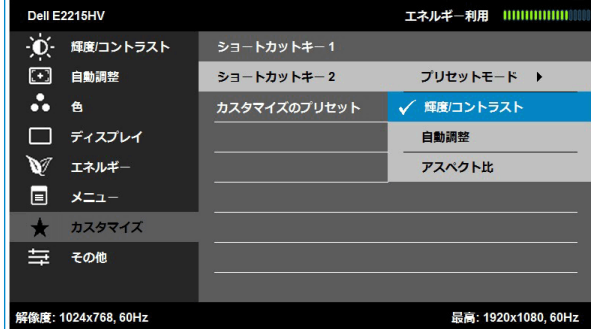 Dell E2215HV エネルギー利用
輝度/コントラスト ショートカットキー 1
自動調整 ショートカットキー 2 プリセットモード
色 カスタマイズのプリセット 輝度/コントラスト
ディスプレイ 自動調整
エネルギー アスペクト比
メニュー
カスタマイズ
その他
解像度: 1024x768, 60Hz 最高: 1920x1080, 60Hz